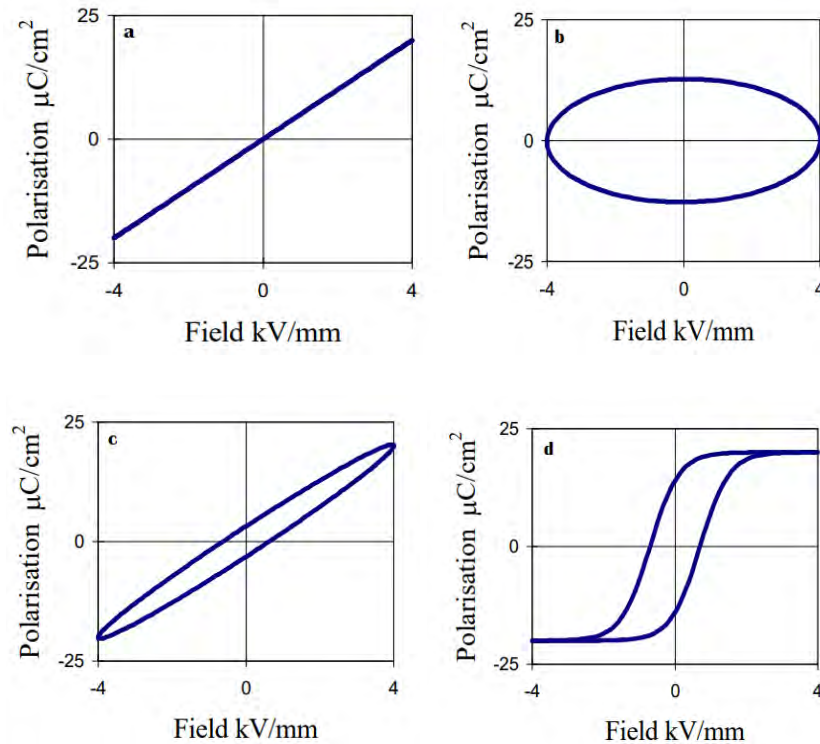 a
25
0
-25
-4
0
4
Polarisation μC/cm²
Field kV/mm
b
25
0
-25
-4
0
4
Polarisation μC/cm²
Field kV/mm
c
25
0
-25
-4
0
4
Polarisation μC/cm²
Field kV/mm
d
25
0
-25
-4
0
4
Polarisation μC/cm²
Field kV/mm